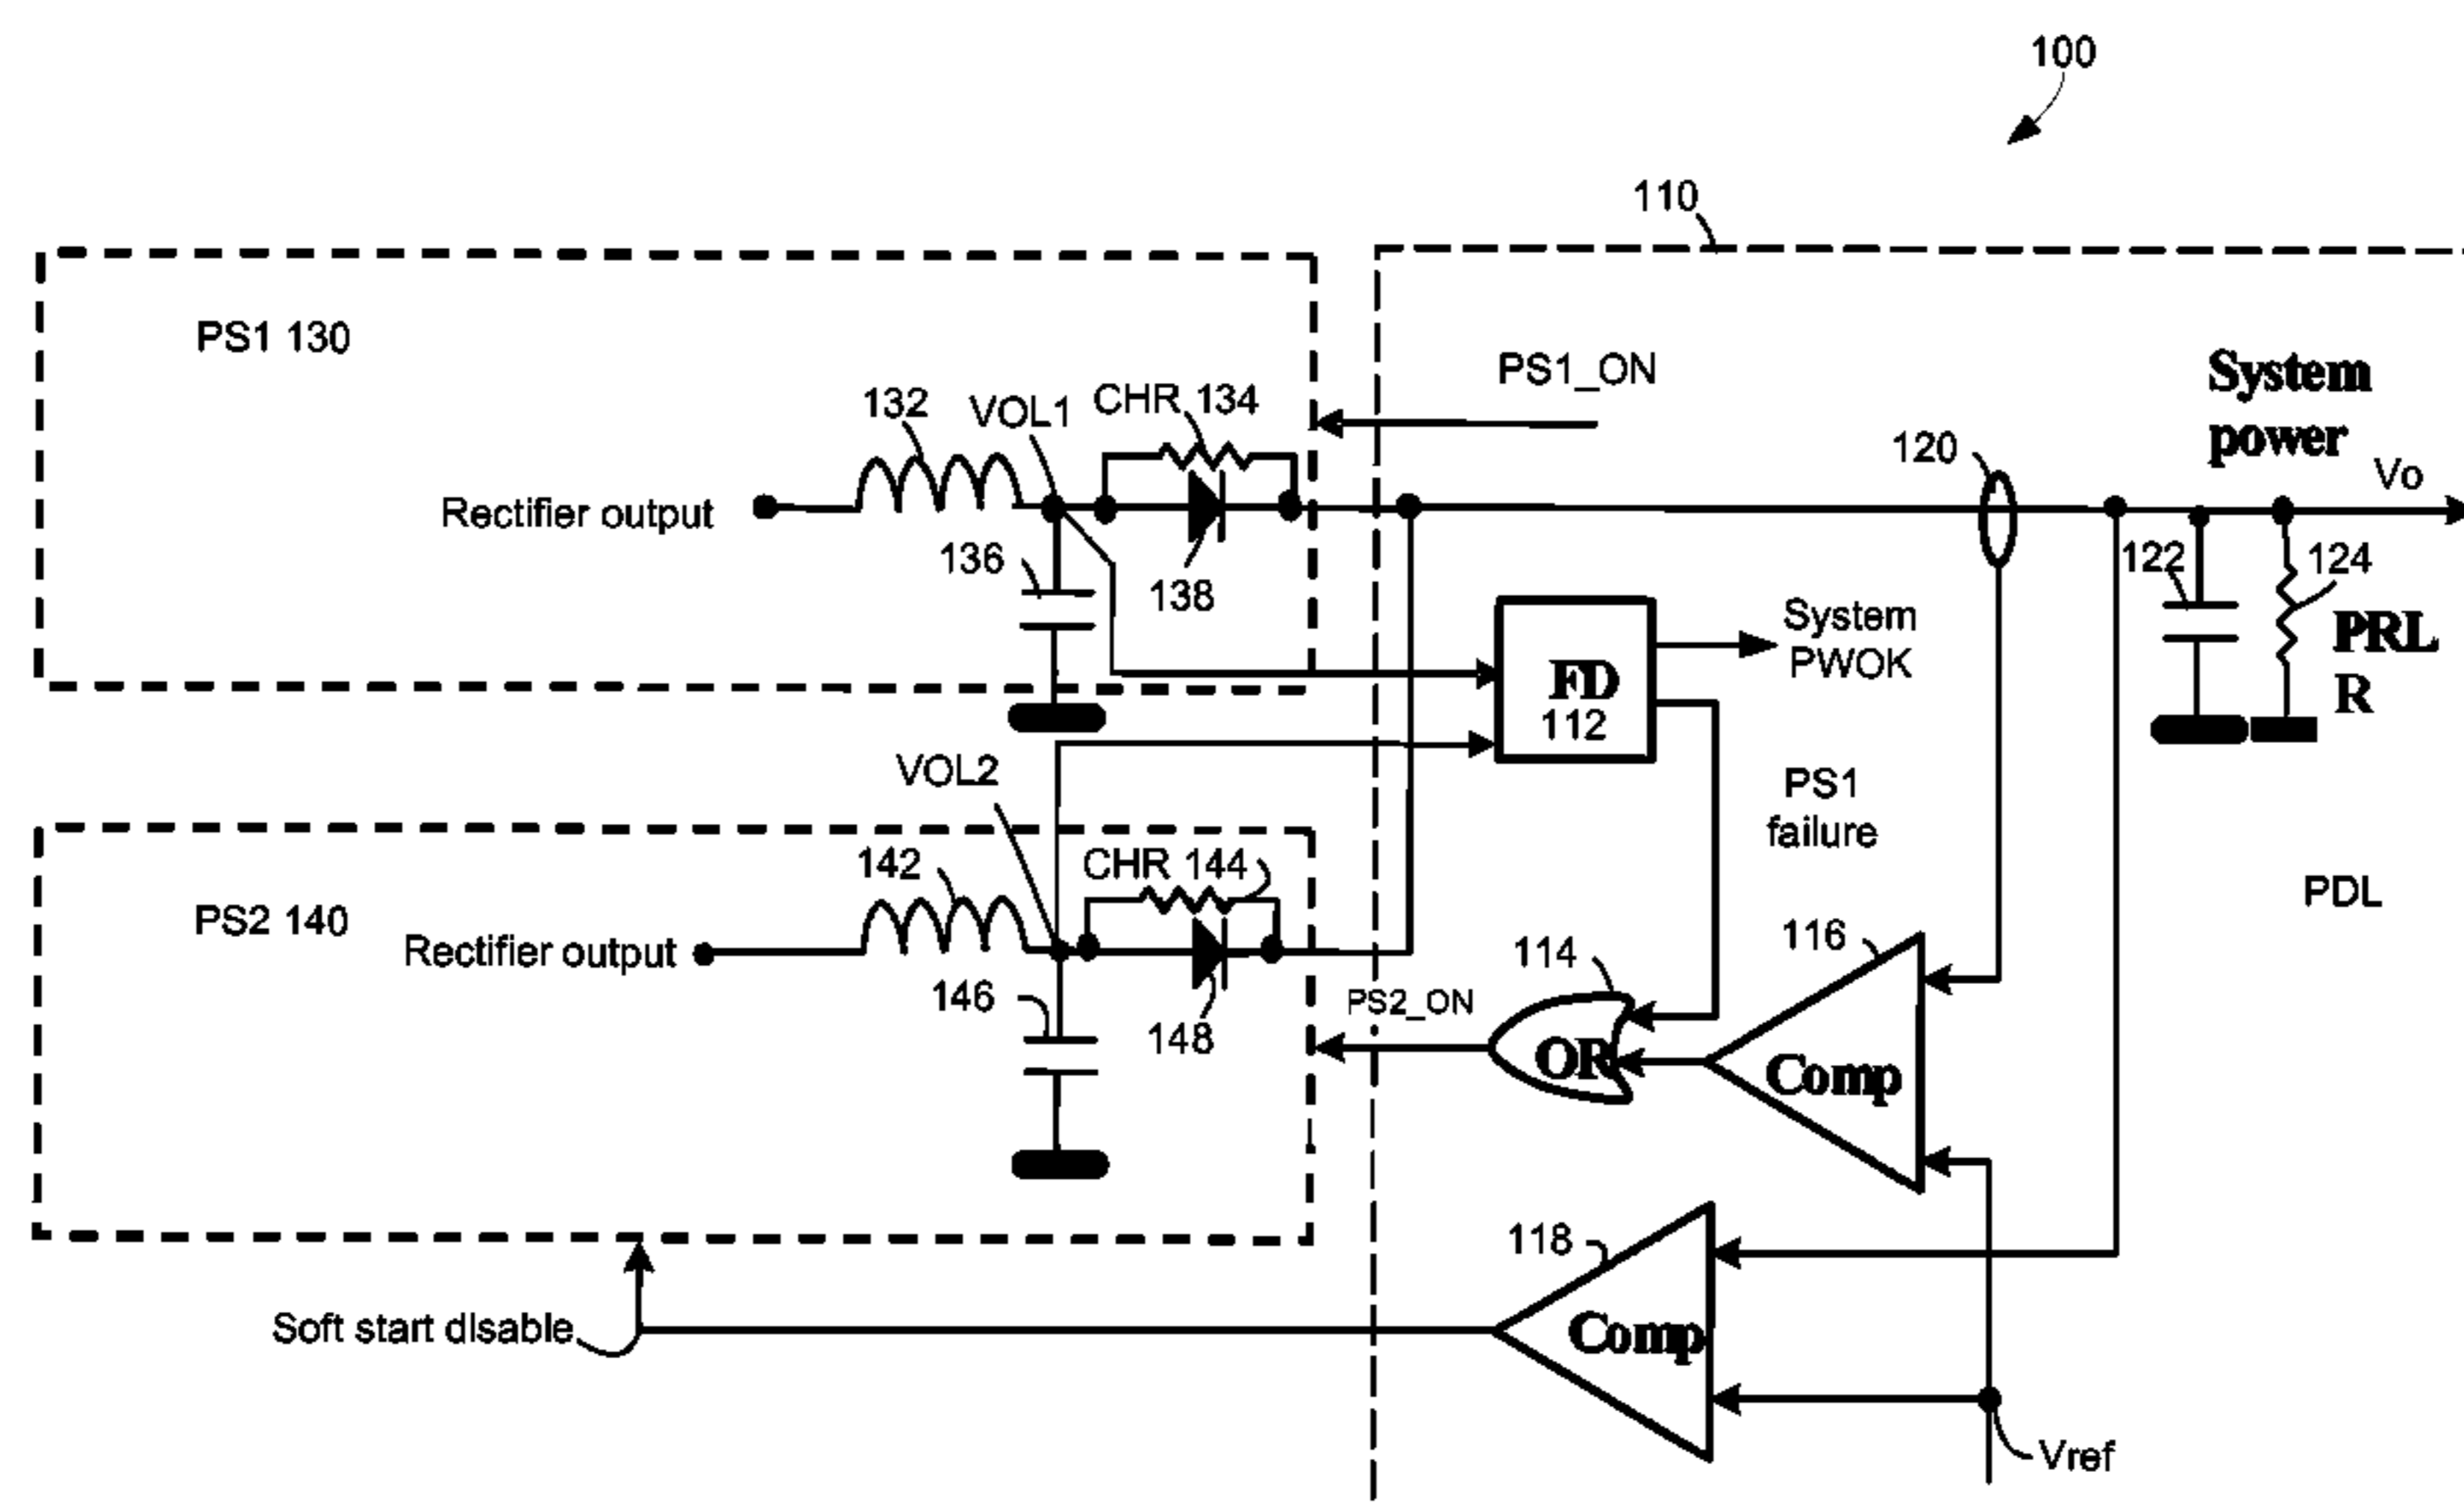 100
110
PS1 130
PS1_ON
System
power
132
VOL1
CHR 134
120
Vo
Rectifier output
136
138
122
124
System
PWOK
PRL
R
FD
112
VOL2
PS1
failure
142
CHR 144
PDL
PS2 140
Rectifier output
114
116
146
148
PS2_ON
OR
Comp
118
Soft start disable
Comp
Vref